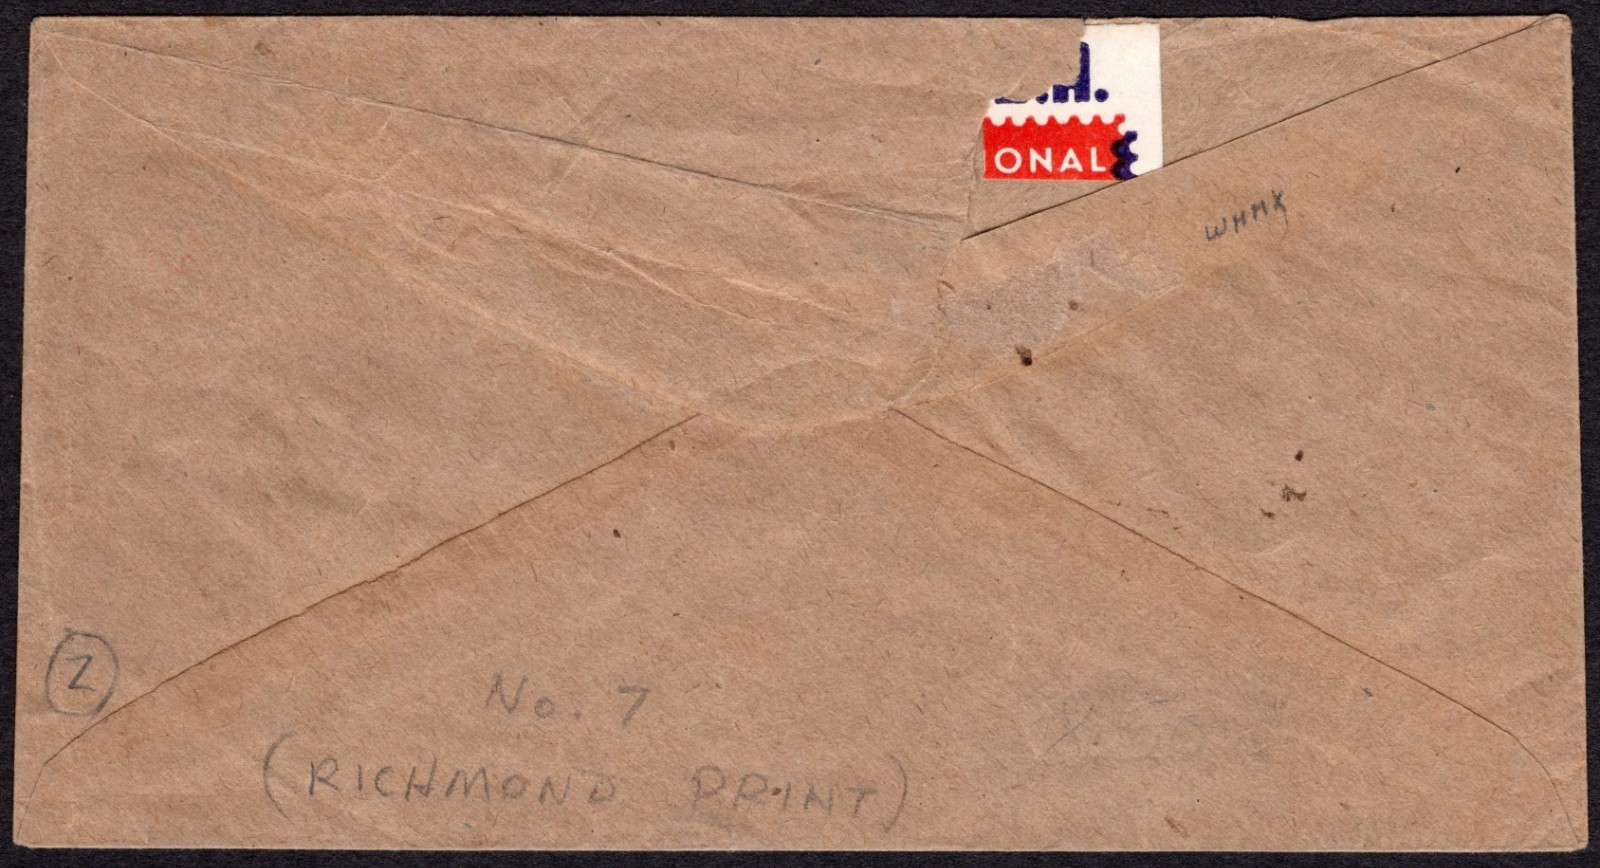 .H.
ONAL
WHMX
No. 7
(RICHMOND PRINT)
Z